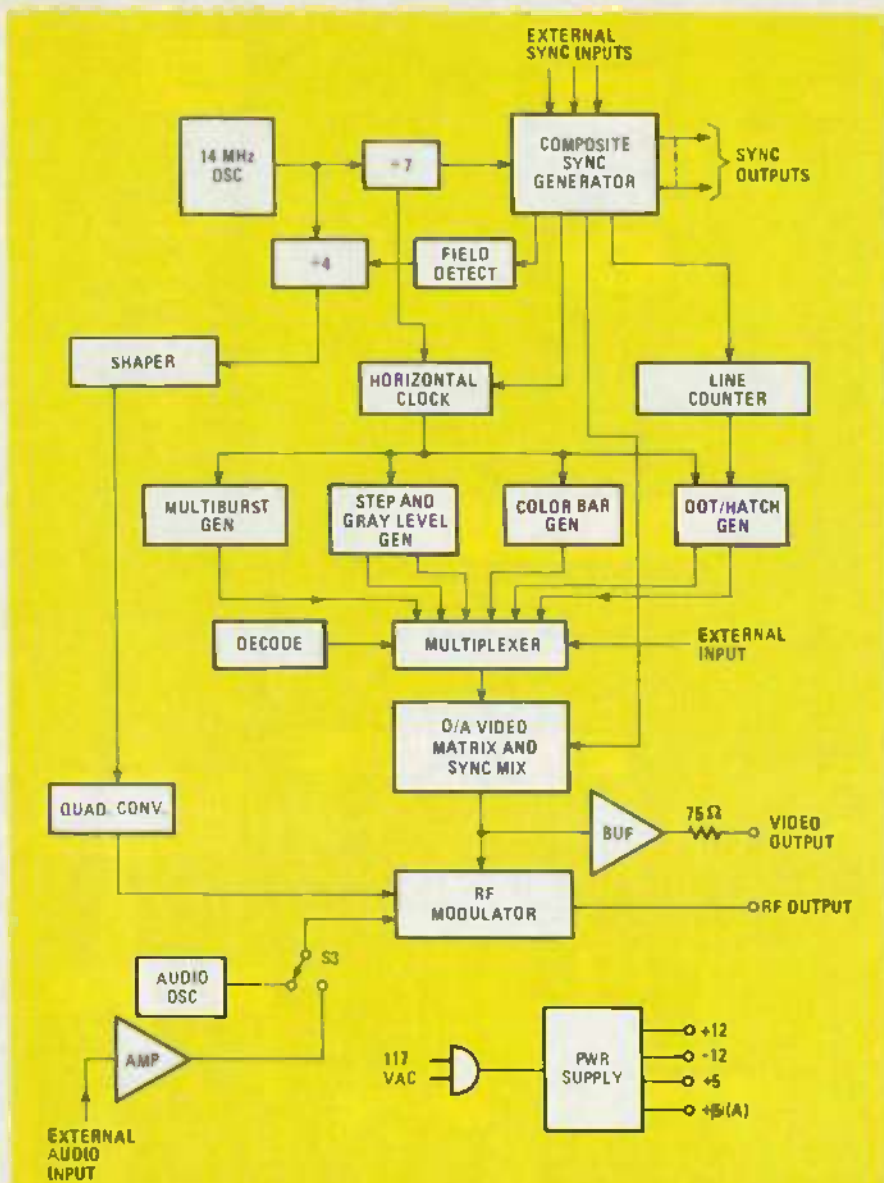 EXTERNAL
SYNC INPUTS
14 MHz
OSC
÷7
COMPOSITE
SYNC
GENERATOR
SYNC
OUTPUTS
÷4
FIELD
DETECT
SHAPER
HORIZONTAL
CLOCK
LINE
COUNTER
MULTIBURST
GEN
STEP AND
GRAY LEVEL
GEN
COLOR BAR
GEN
DOT/HATCH
GEN
DECODE
MULTIPLEXER
EXTERNAL
INPUT
D/A VIDEO
MATRIX AND
SYNC MIX
QUAD CONV.
BUF
75Ω
VIDEO
OUTPUT
RF
MODULATOR
RF OUTPUT
S3
AUDIO
OSC
AMP
EXTERNAL
AUDIO
INPUT
117
VAC
PWR
SUPPLY
+12
-12
+5
+5(A)